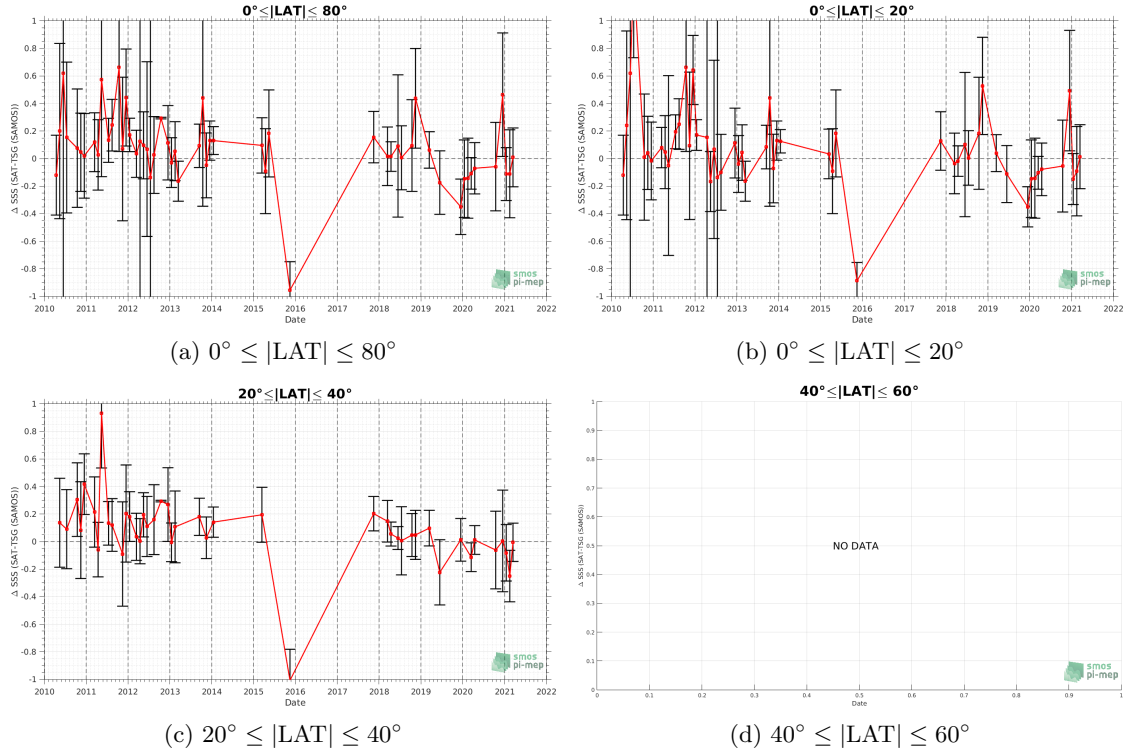 0°≤|LAT|≤ 80°
Δ SSS (SAT-TSG (SAMOS))
1
0.8
0.6
0.4
0.2
0
-0.2
-0.4
-0.6
-0.8
-1
2010 2011 2012 2013 2014 2015 2016 2017 2018 2019 2020 2021 2022
Date
smos
pi-mep
(a) 0° ≤ |LAT| ≤ 80°
0°≤|LAT|≤ 20°
Δ SSS (SAT-TSG (SAMOS))
1
0.8
0.6
0.4
0.2
0
-0.2
-0.4
-0.6
-0.8
-1
2010 2011 2012 2013 2014 2015 2016 2017 2018 2019 2020 2021 2022
Date
smos
pi-mep
(b) 0° ≤ |LAT| ≤ 20°
20°≤|LAT|≤ 40°
Δ SSS (SAT-TSG (SAMOS))
1
0.8
0.6
0.4
0.2
0
-0.2
-0.4
-0.6
-0.8
-1
2010 2011 2012 2013 2014 2015 2016 2017 2018 2019 2020 2021 2022
Date
smos
pi-mep
(c) 20° ≤ |LAT| ≤ 40°
40°≤|LAT|≤ 60°
Δ SSS (SAT-TSG (SAMOS))
1
0.9
0.8
0.7
0.6
0.5
0.4
0.3
0.2
0.1
0
NO DATA
0 0.1 0.2 0.3 0.4 0.5 0.6 0.7 0.8 0.9 1
Date
smos
pi-mep
(d) 40° ≤ |LAT| ≤ 60°